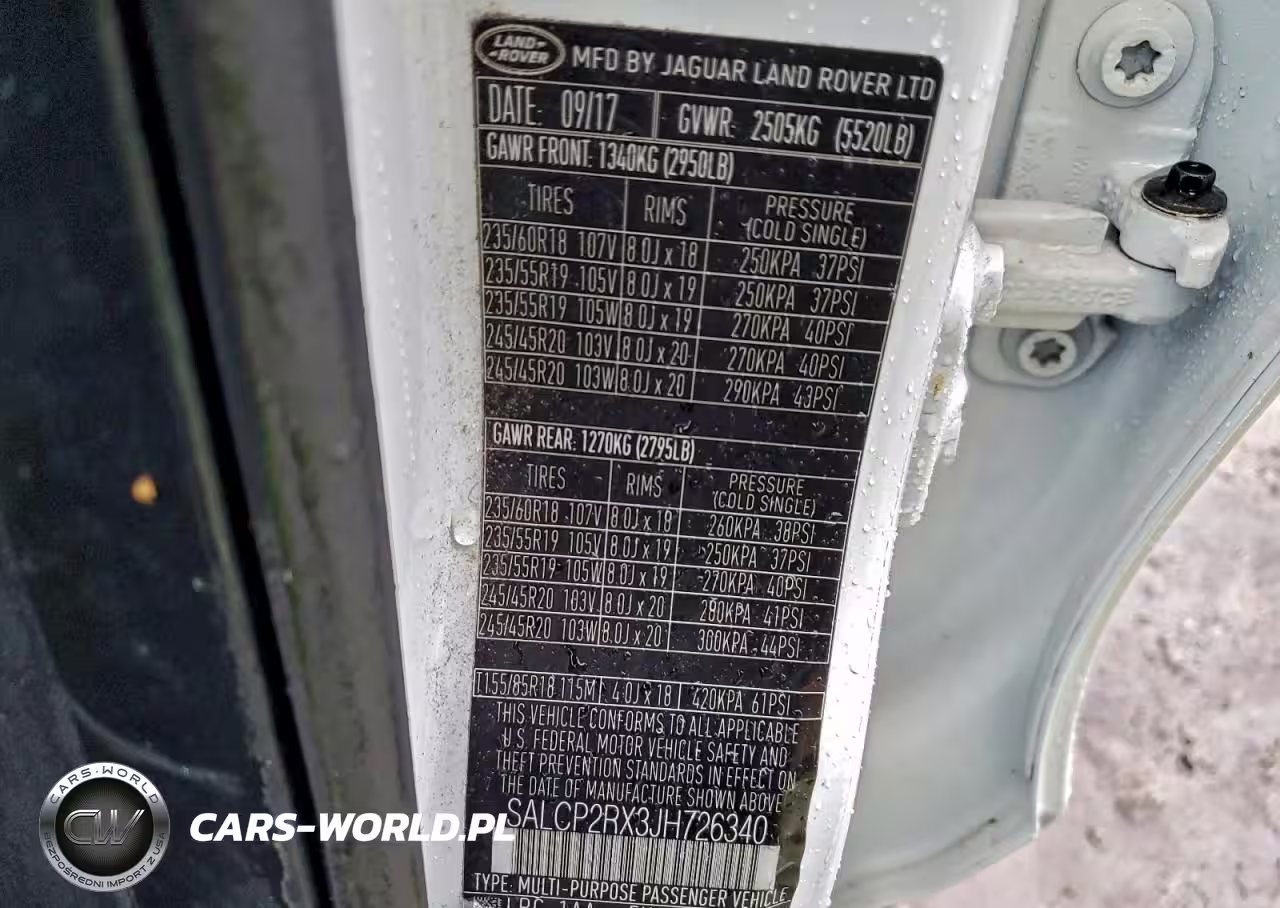 LAND-
-ROVER
MFD BY JAGUAR LAND ROVER LTD
DATE: 09/17 GVWR: 2505KG (5520LB)
GAWR FRONT: 1340KG (2950LB)
TIRES RIMS PRESSURE
(COLD SINGLE)
235/60R18 107V 8.0J x 18 250KPA 37PSI
235/55R19 105V 8.0J x 19 250KPA 37PSI
235/55R19 105W 8.0J x 19 270KPA 40PSI
245/45R20 103V 8.0J x 20 270KPA 40PSI
245/45R20 103W 8.0J x 20 290KPA 43PSI
GAWR REAR: 1270KG (2795LB)
TIRES RIMS PRESSURE
(COLD SINGLE)
235/60R18 107V 8.0J x 18 260KPA 38PSI
235/55R19 105V 8.0J x 19 250KPA 37PSI
235/55R19 105W 8.0J x 19 270KPA 40PSI
245/45R20 103V 8.0J x 20 280KPA 41PSI
245/45R20 103W 8.0J x 20 300KPA 44PSI
T155/85R18 115M 4.0J x 18 420KPA 61PSI
THIS VEHICLE CONFORMS TO ALL APPLICABLE
U.S. FEDERAL MOTOR VEHICLE SAFETY AND
THEFT PREVENTION STANDARDS IN EFFECT ON
THE DATE OF MANUFACTURE SHOWN ABOVE
SALCP2RX3JH726340
TYPE: MULTI-PURPOSE PASSENGER VEHICLE
1AA
CARS-WORLD
BEZPOŚREDNI IMPORT Z USA
CW
CARS-WORLD.PL